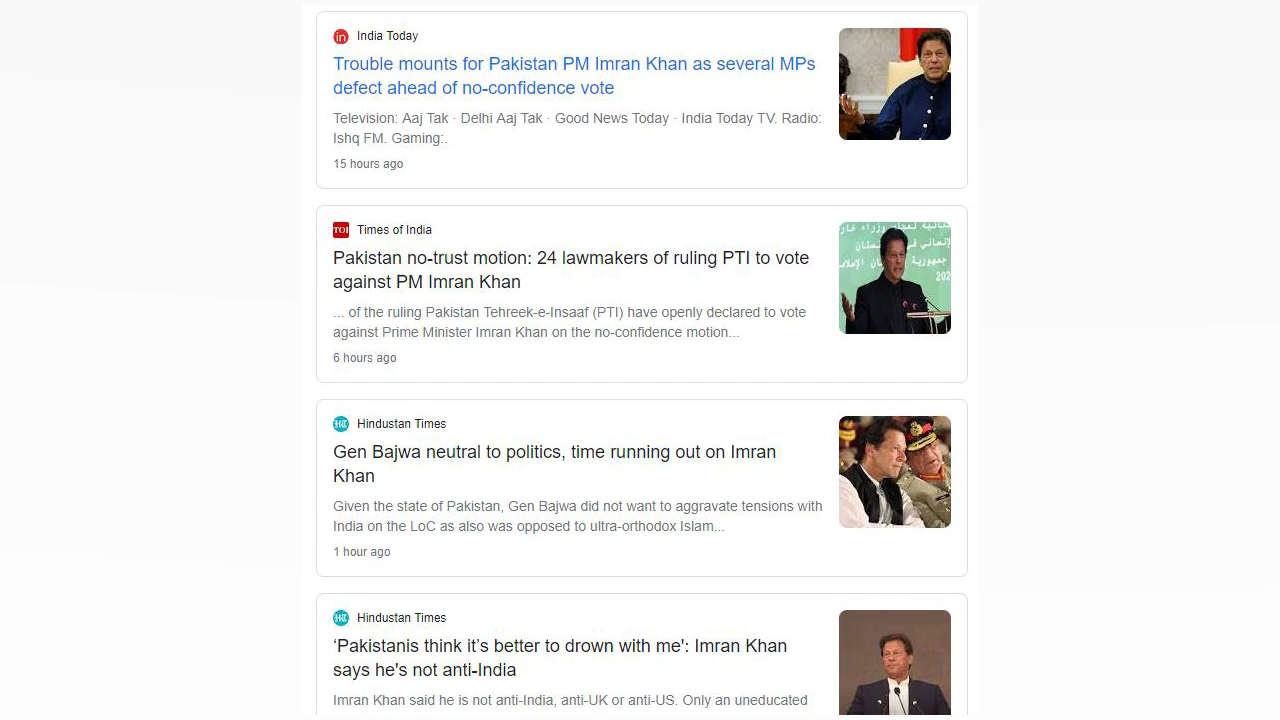 India Today
Trouble mounts for Pakistan PM Imran Khan as several MPs
defect ahead of no-confidence vote
Television: Aaj Tak · Delhi Aaj Tak · Good News Today · India Today TV. Radio:
Ishq FM. Gaming:.
15 hours ago
TOI Times of India
Pakistan no-trust motion: 24 lawmakers of ruling PTI to vote
against PM Imran Khan
... of the ruling Pakistan Tehreek-e-Insaaf (PTI) have openly declared to vote
against Prime Minister Imran Khan on the no-confidence motion...
6 hours ago
HT Hindustan Times
Gen Bajwa neutral to politics, time running out on Imran
Khan
Given the state of Pakistan, Gen Bajwa did not want to aggravate tensions with
India on the LoC as also was opposed to ultra-orthodox Islam...
1 hour ago
HT Hindustan Times
‘Pakistanis think it’s better to drown with me': Imran Khan
says he's not anti-India
Imran Khan said he is not anti-India, anti-UK or anti-US. Only an uneducated